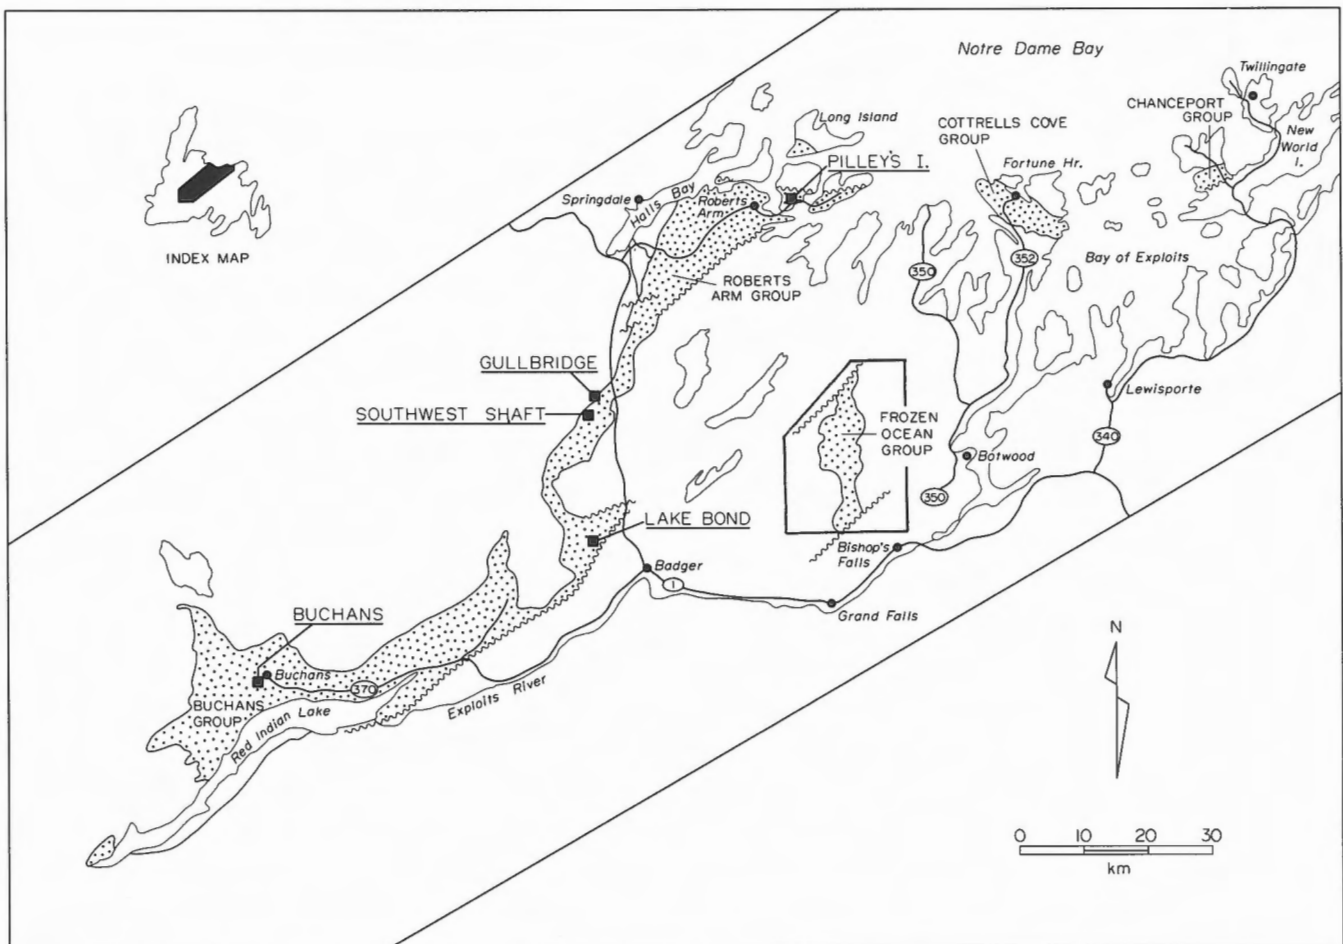 Notre Dame Bay
Twillingate
CHANCEPORT
GROUP
New
World
I.
Long Island
COTTRELLS COVE
GROUP
Fortune Hr.
PILLEY'S I.
Springdale
Halls Bay
Roberts
Arm
INDEX MAP
352
350
Bay of Exploits
ROBERTS
ARM GROUP
GULLBRIDGE
SOUTHWEST SHAFT
Lewisporte
FROZEN
OCEAN
GROUP
340
Botwood
350
LAKE BOND
Bishop's
Falls
Badger
1
Grand Falls
BUCHANS
N
Buchans
370
BUCHANS
GROUP
Red Indian Lake
Exploits River
0 10 20 30
km